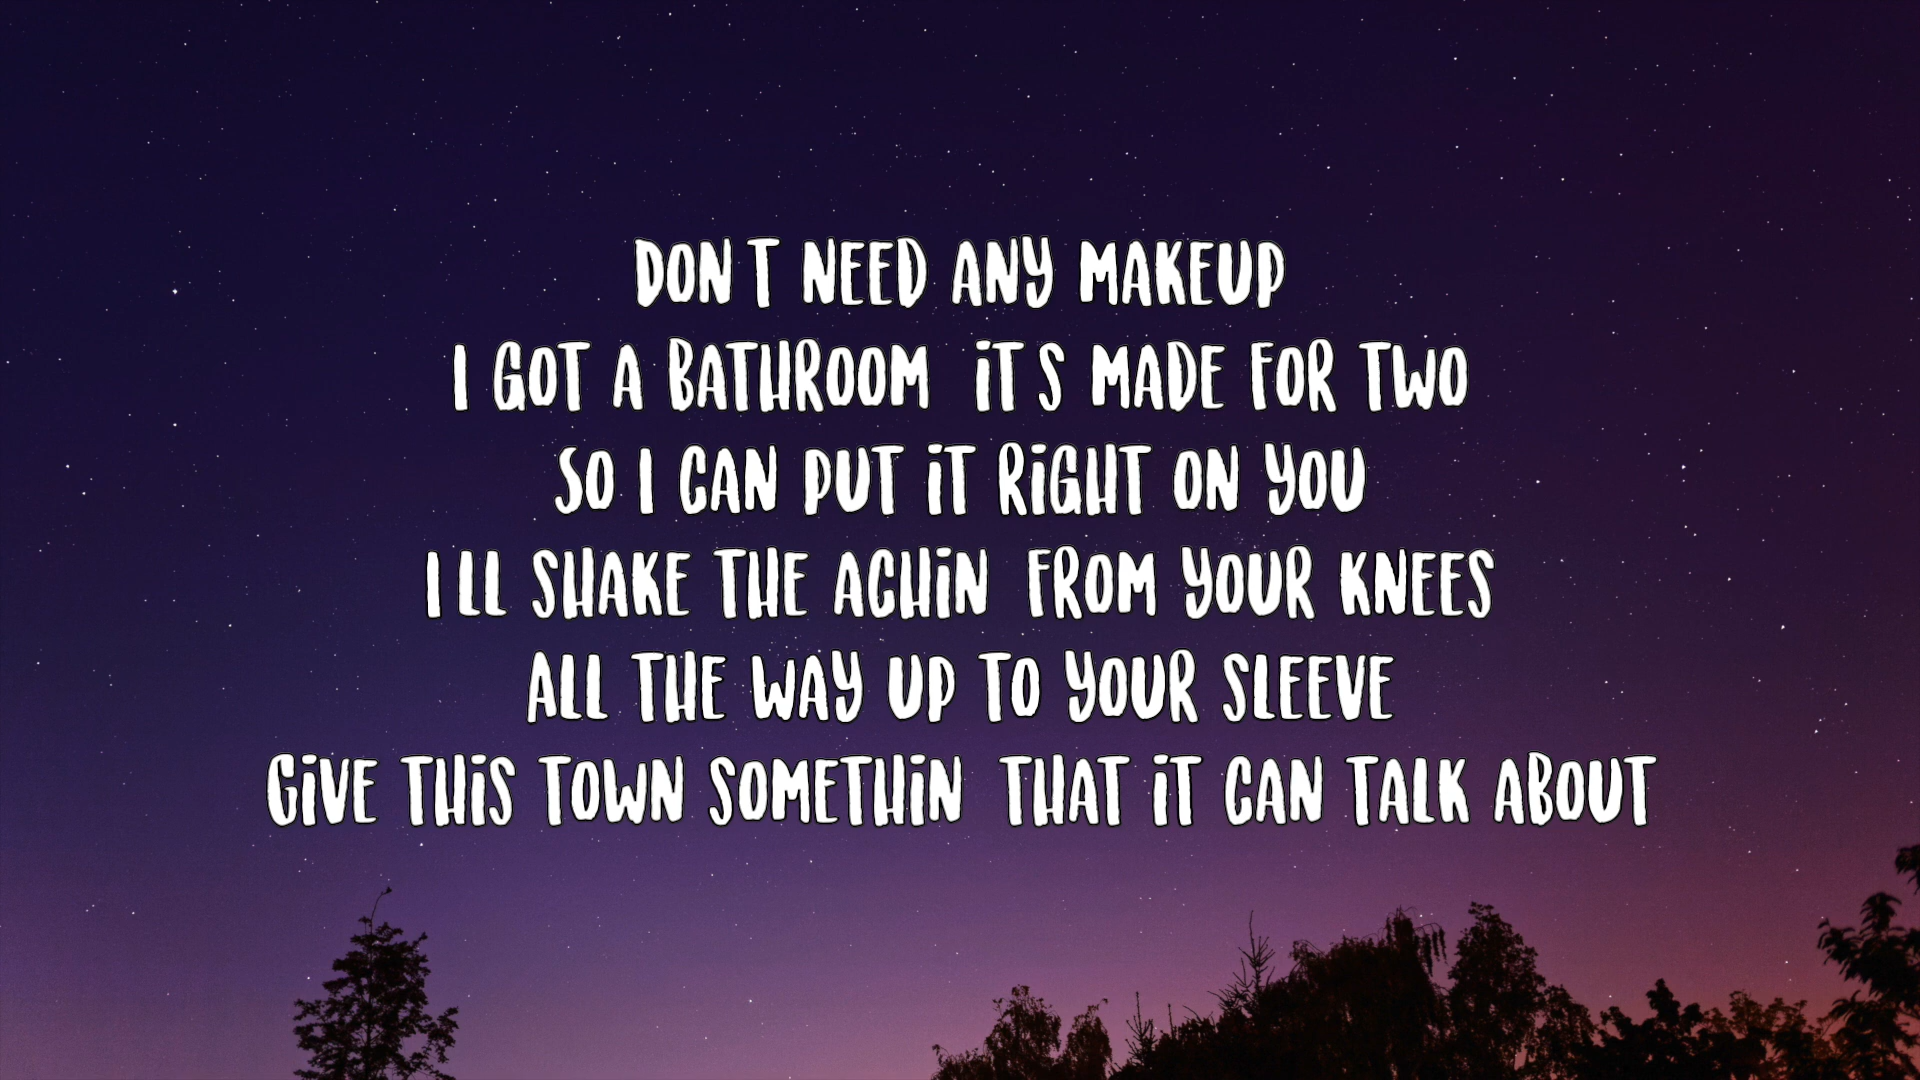 DON T NEED ANY MAKEUP
I GOT A BATHROOM  IT S MADE FOR TWO
SO I CAN PUT IT RIGHT ON YOU
I LL SHAKE THE ACHIN  FROM YOUR KNEES
ALL THE WAY UP TO YOUR SLEEVE
GIVE THIS TOWN SOMETHIN  THAT IT CAN TALK ABOUT